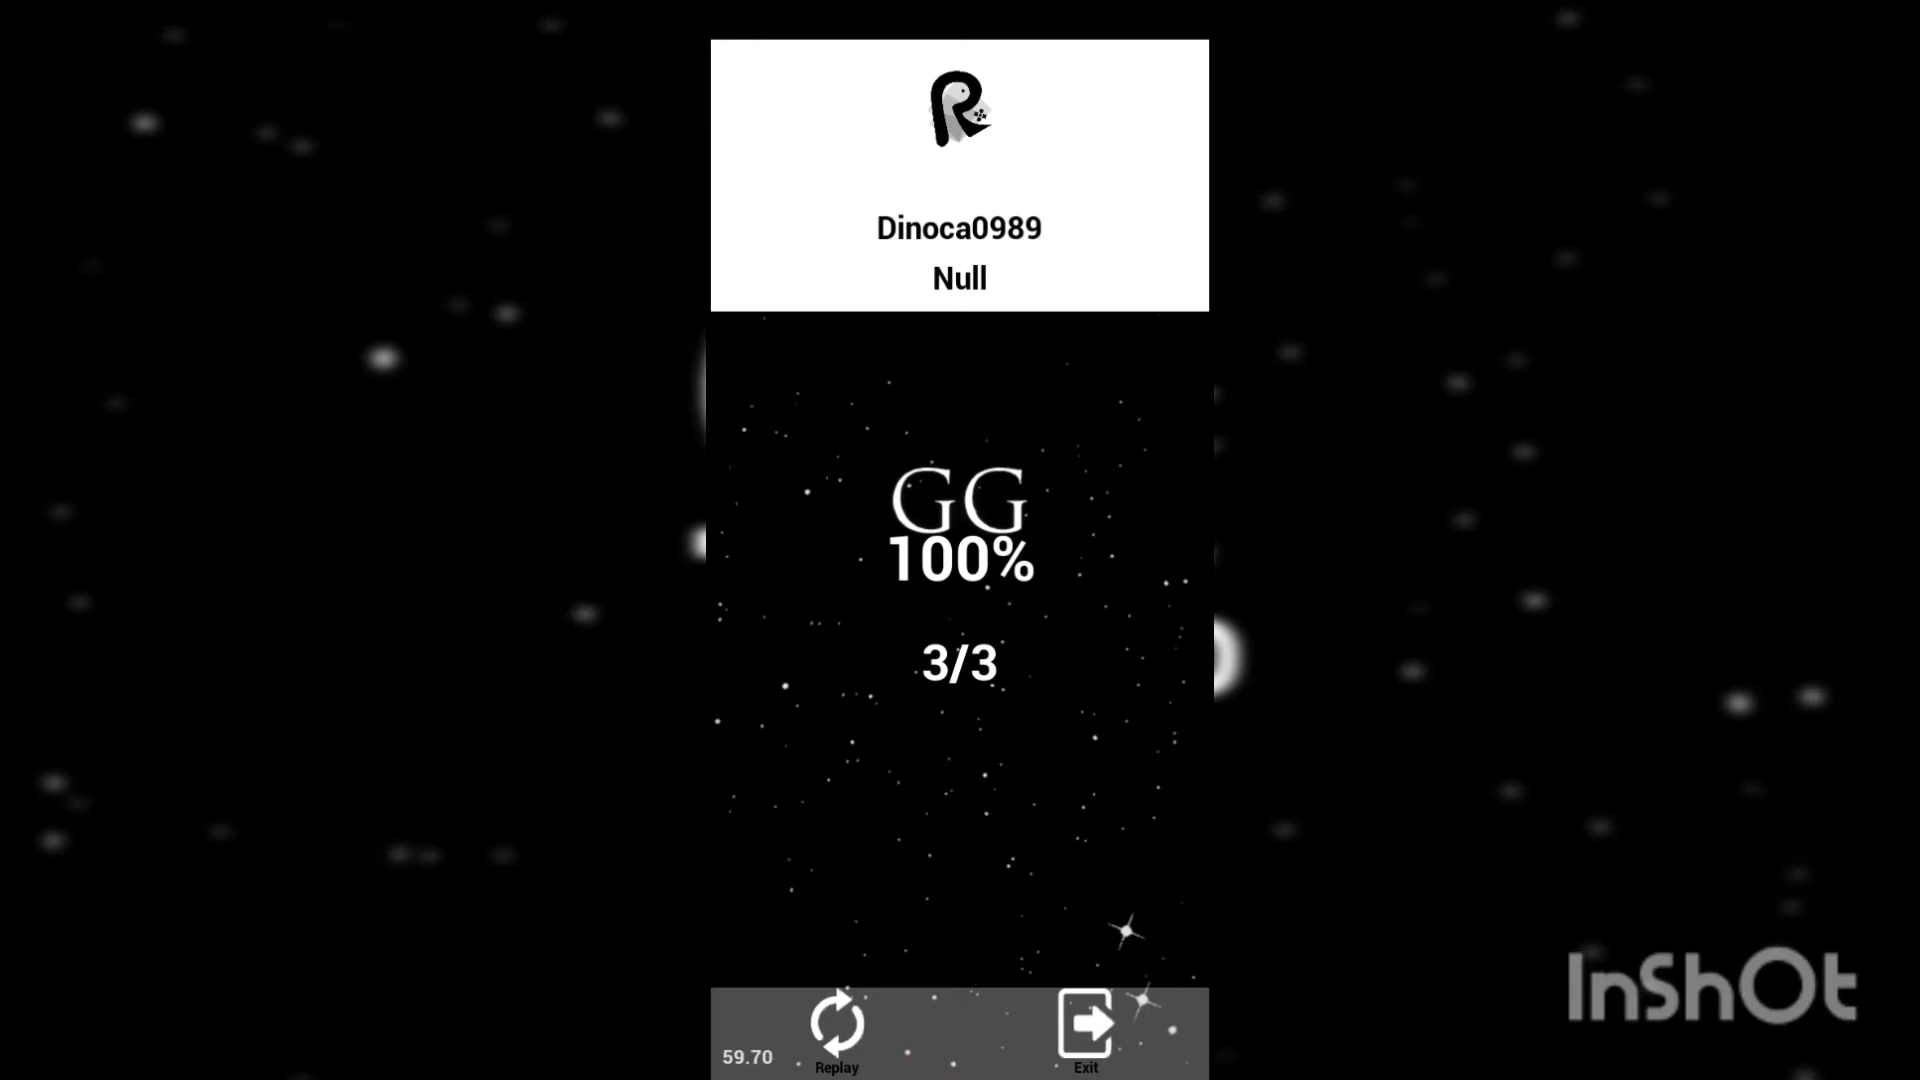 Dinoca0989
Null
GG
100%
3/3
59.70
Replay
Exit
InShOt